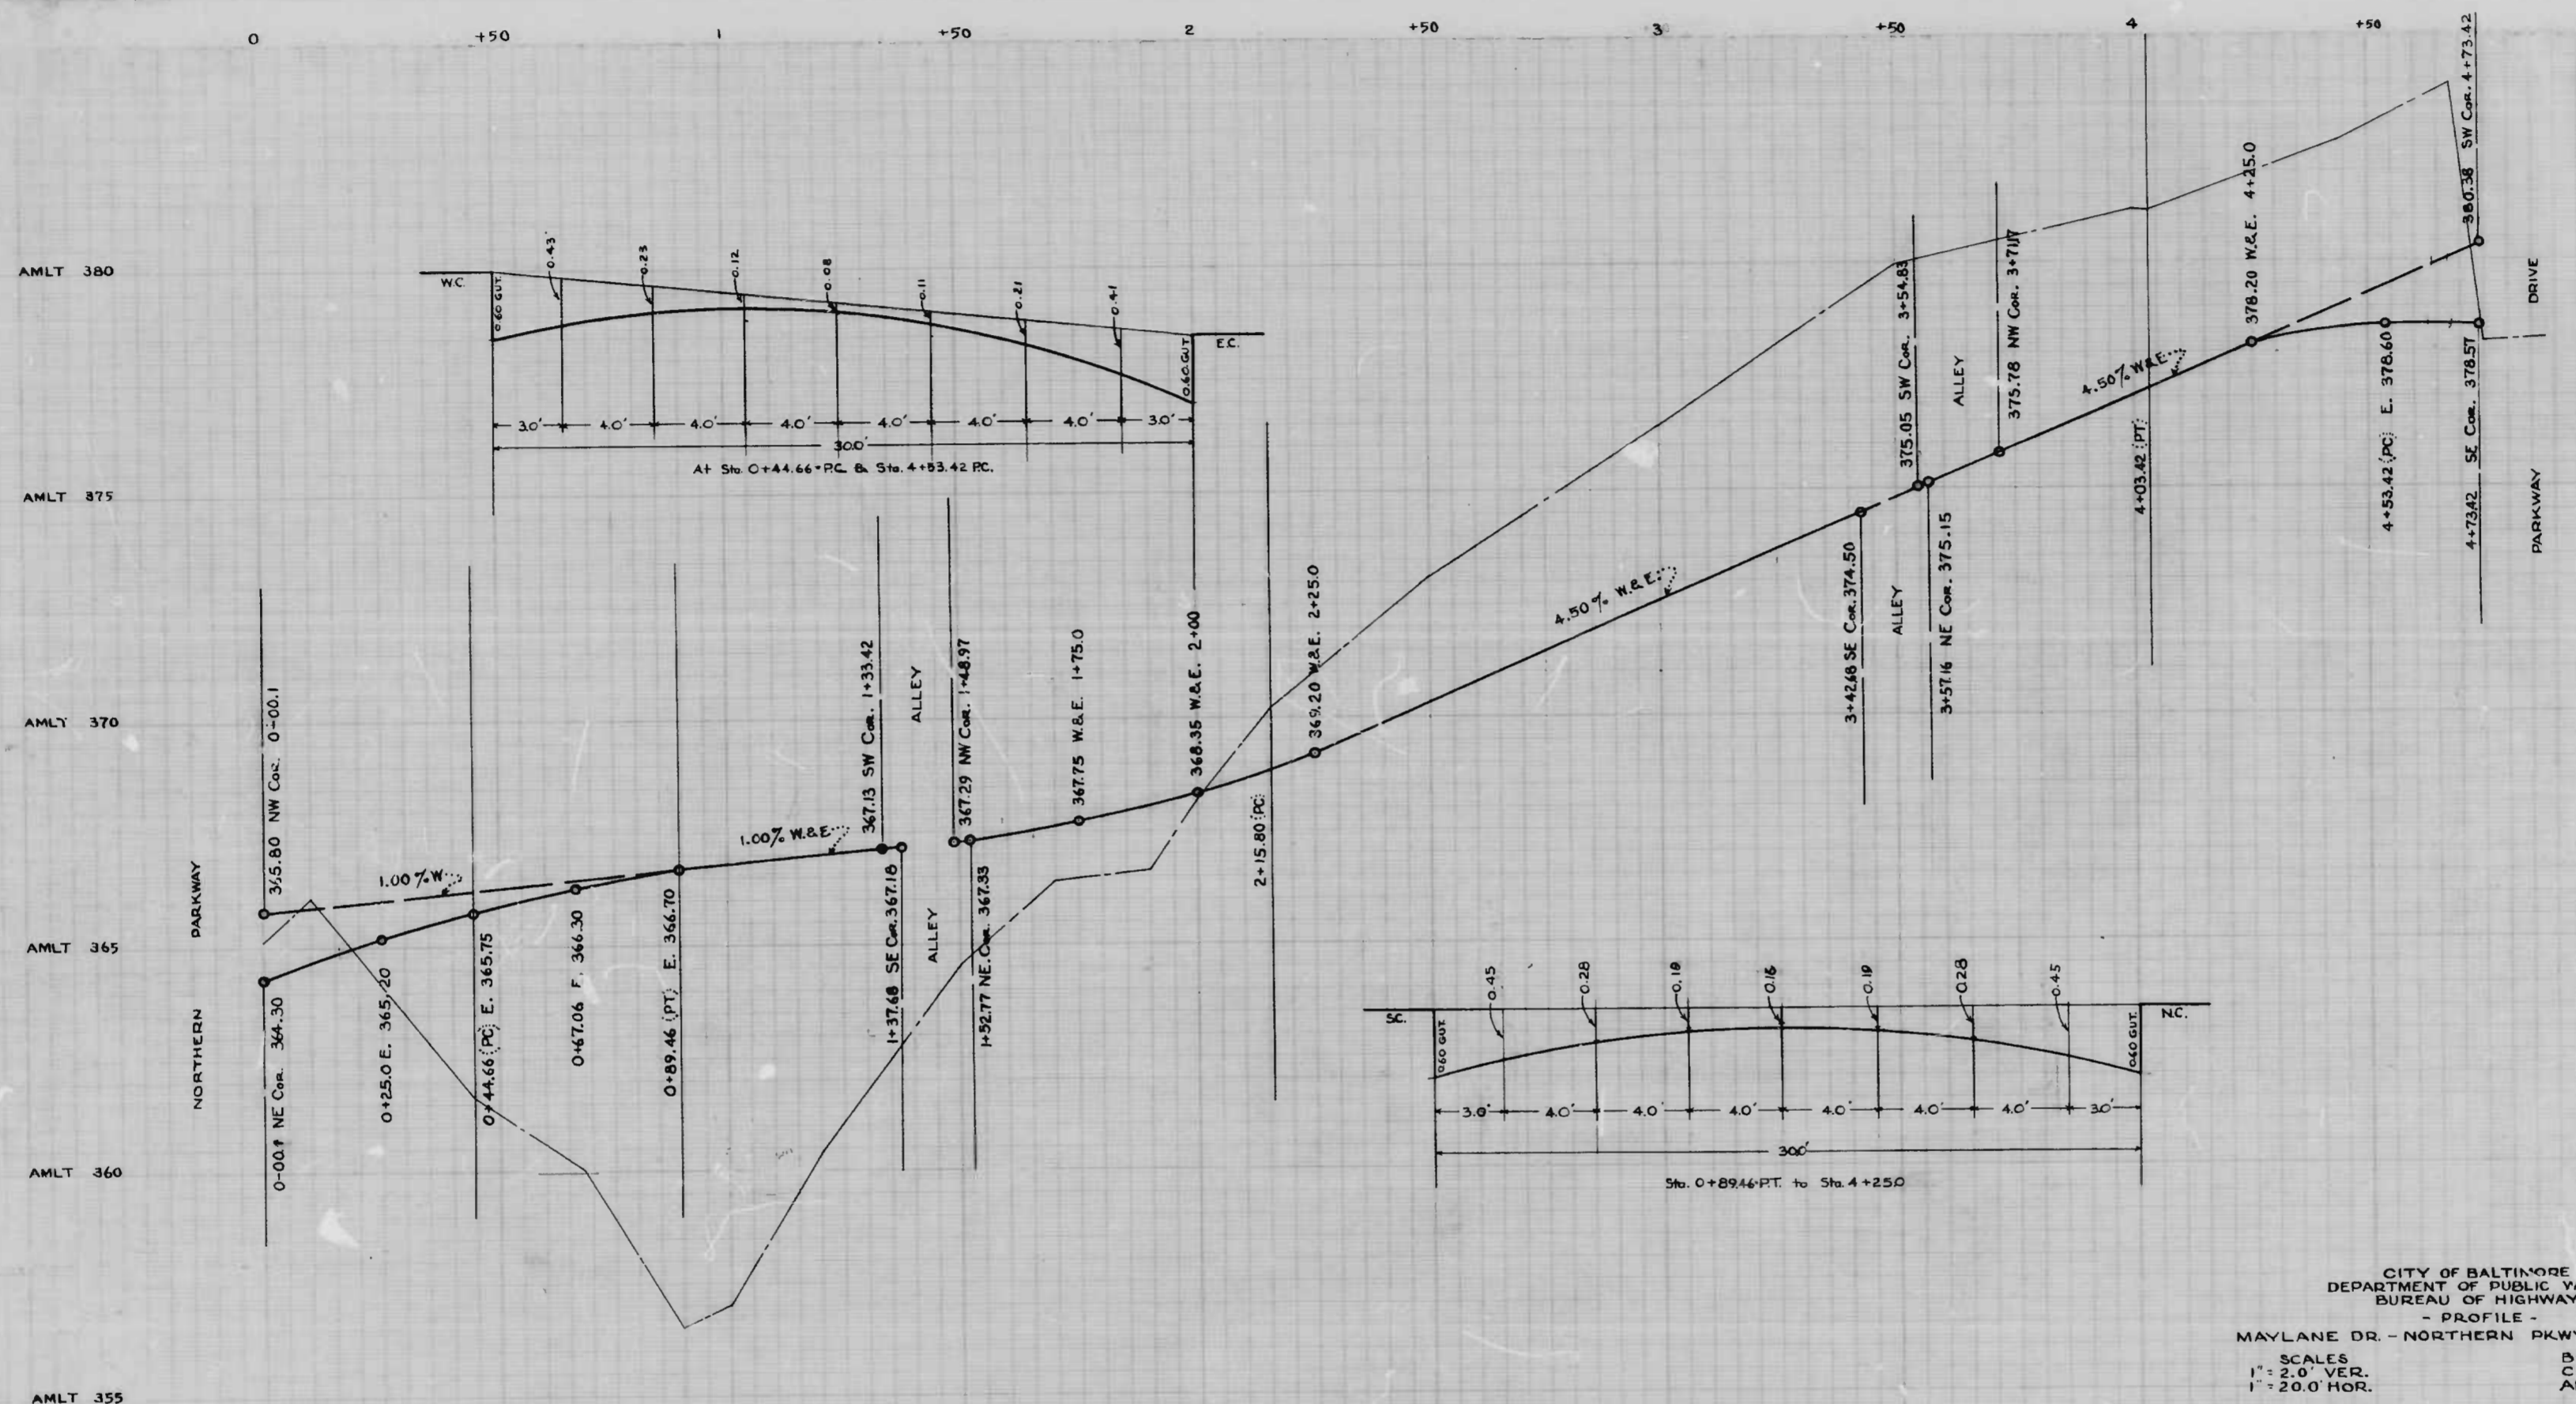 0 +50 1 +50 2 +50 3 +50 4 +50
AMLT 380
AMLT 375
AMLT 370
AMLT 365
AMLT 360
AMLT 355
W.C.
0.60 GUT.
0.43
0.23
0.12
0.08
0.11
0.21
0.41
0.60 GUT.
E.C.
3.0' 4.0' 4.0' 4.0' 4.0' 4.0' 4.0' 3.0'
30.0'
At Sta. 0+44.66-P.C. & Sta. 4+53.42 P.C.
NORTHERN PARKWAY
365.80 NW Cor. 0-00.1
0-00.1 NE Cor. 364.30
1.00% W.
0+25.0 E. 365.20
0+44.66 (PC) E. 365.75
0+67.06 E. 366.30
0+89.46 (PT) E. 366.70
1.00% W.&E.
367.13 SW Cor. 1+33.42
1+37.68 SE Cor. 367.18
ALLEY
ALLEY
367.29 NW Cor. 1+48.97
1+52.77 NE. Cor. 367.33
367.75 W.&E. 1+75.0
368.35 W.&E. 2+00
2+15.80 (PC)
369.20 W.&E. 2+25.0
4.50% W.&E.
3+42.68 SE Cor. 374.50
375.05 SW Cor. 3+54.83
ALLEY
ALLEY
3+57.16 NE Cor. 375.15
375.78 NW Cor. 3+71.17
4.50% W&E.
4+03.42 (PT)
378.20 W.&E. 4+25.0
4+53.42 (PC) E. 378.60
380.38 SW Cor. 4+73.42
4+73.42 SE Cor. 378.57
PARKWAY DRIVE
S.C.
0.60 GUT.
0.45
0.28
0.19
0.16
0.19
0.28
0.45
0.60 GUT.
N.C.
3.0' 4.0' 4.0' 4.0' 4.0' 4.0' 4.0' 3.0'
30.0'
Sta. 0+89.46-P.T. to Sta. 4+25.0
CITY OF BALTIMORE
DEPARTMENT OF PUBLIC
BUREAU OF HIGHWAY
- PROFILE -
MAYLANE DR. - NORTHERN PKWY
SCALES
1" = 2.0' VER.
1" = 20.0' HOR.